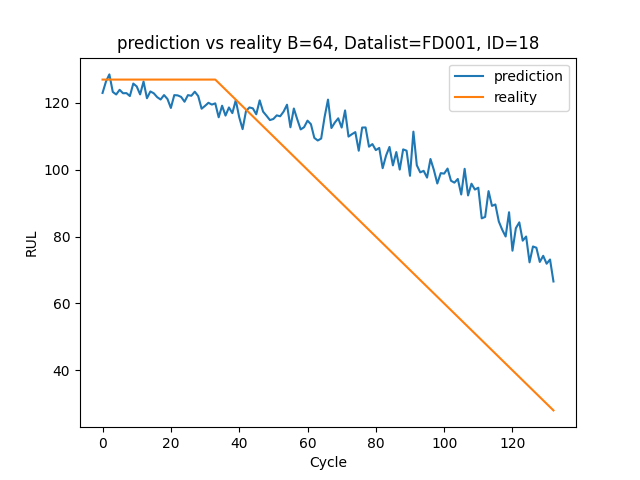 prediction vs reality B=64, Datalist=FD001, ID=18
prediction
reality
RUL
120
100
80
60
40
0 20 40 60 80 100 120
Cycle